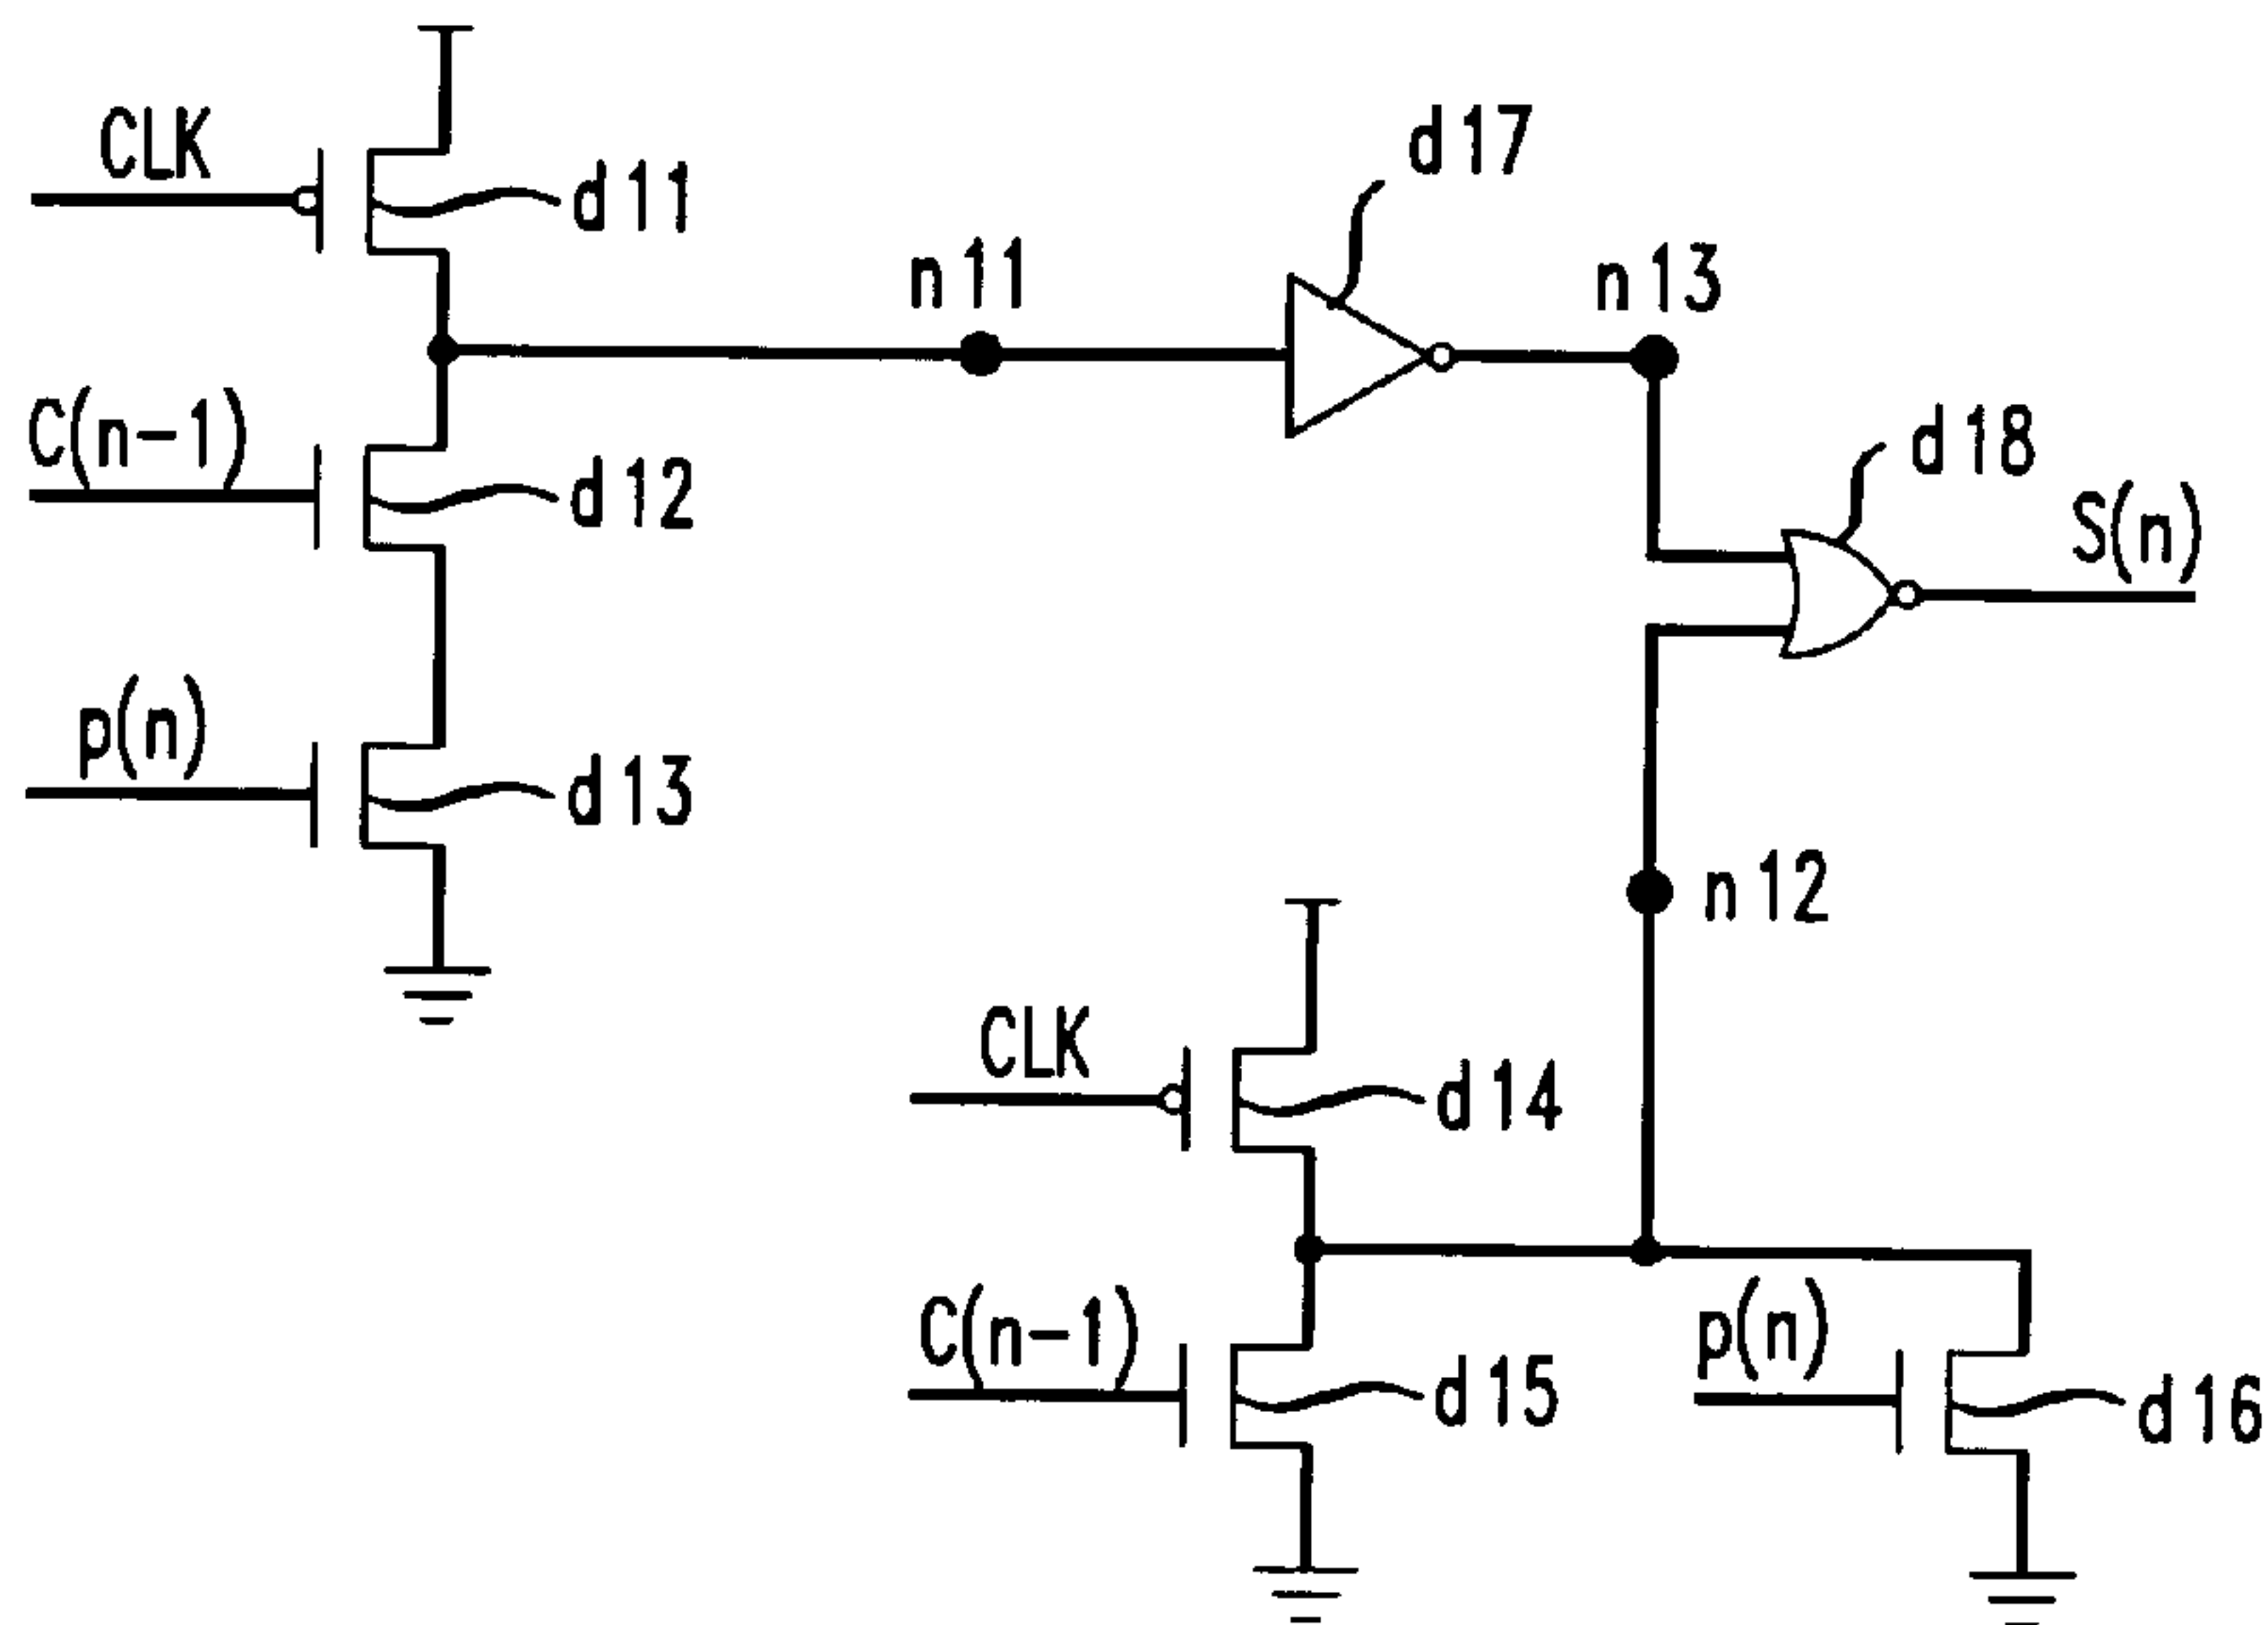 CLK
d11
C(n-1)
d12
p(n)
d13
n11
d17
n13
d18
S(n)
n12
CLK
d14
C(n-1)
d15
p(n)
d16